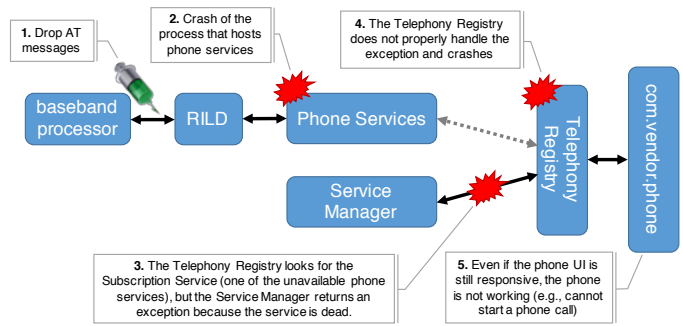 1. Drop AT
messages
2. Crash of the
process that hosts
phone services
4. The Telephony Registry
does not properly handle the
exception and crashes
baseband
processor
RILD
Phone Services
Telephony
Registry
com.vendor.phone
Service
Manager
3. The Telephony Registry looks for the
Subscription Service (one of the unavailable phone
services), but the Service Manager returns an
exception because the service is dead.
5. Even if the phone UI is
still responsive, the phone
is not working (e.g., cannot
start a phone call)